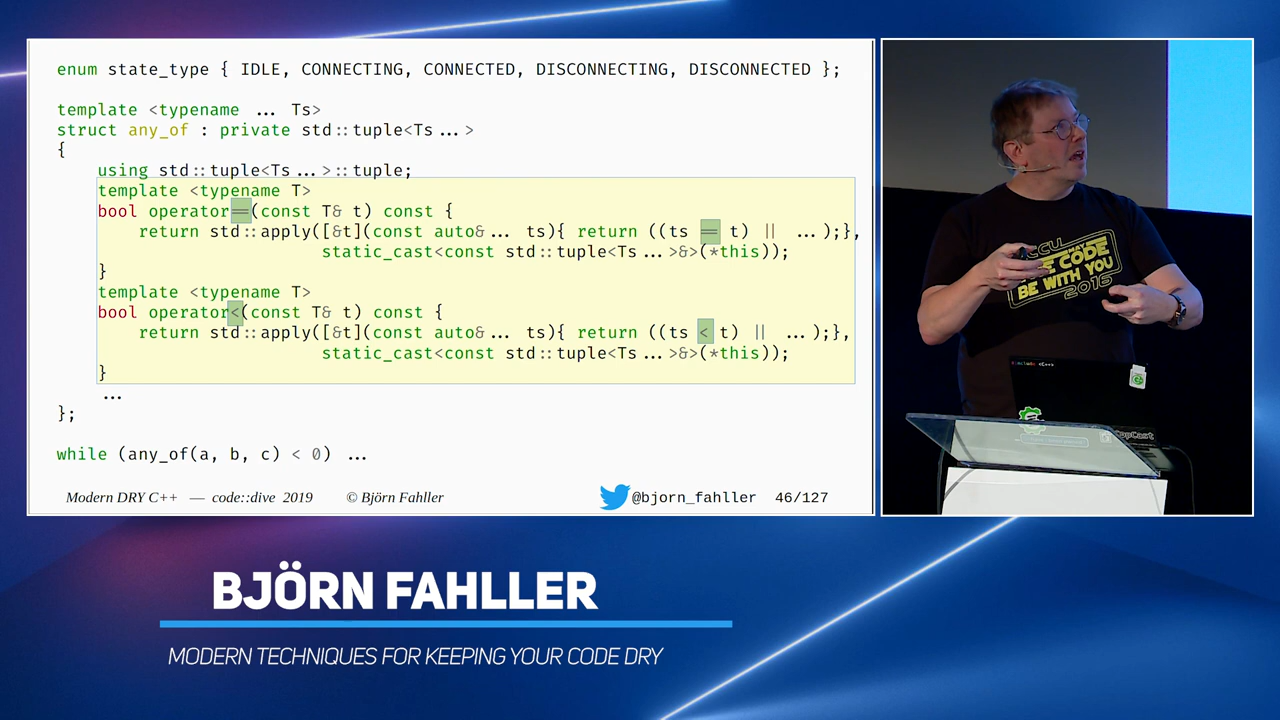 enum state_type { IDLE, CONNECTING, CONNECTED, DISCONNECTING, DISCONNECTED };
template <typename ... Ts>
struct any_of : private std::tuple<Ts ... >
{
using std::tuple<Ts ... >::tuple;
template <typename T>
bool operator==(const T& t) const {
return std::apply([&t](const auto& ... ts){ return ((ts == t) || ... );},
static_cast<const std::tuple<Ts ... >&>(*this));
}
template <typename T>
bool operator<(const T& t) const {
return std::apply([&t](const auto& ... ts){ return ((ts < t) || ... );},
static_cast<const std::tuple<Ts ... >&>(*this));
}
...
};
while (any_of(a, b, c) < 0) ...
Modern DRY C++ — code::dive 2019 © Björn Fahller @bjorn_fahller 46/127
CODE
BE WITH YOU
2016
BJÖRN FAHLLER
MODERN TECHNIQUES FOR KEEPING YOUR CODE DRY